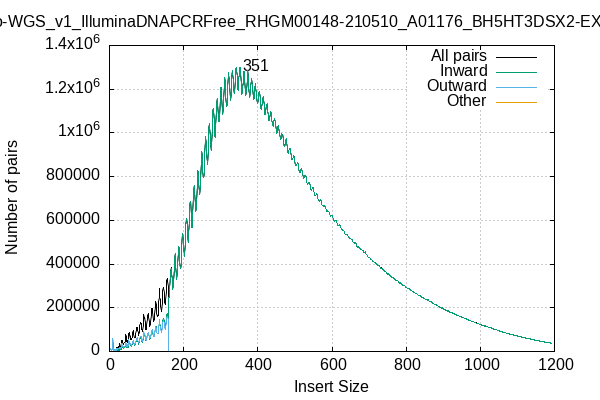 o-WGS_v1_IlluminaDNAPCRFree_RHGM00148-210510_A01176_BH5HT3DSX2-EX
1.4x10^6
1.2x10^6
1x10^6
800000
600000
400000
200000
0
Number of pairs
351
All pairs
Inward
Outward
Other
0 200 400 600 800 1000 1200
Insert Size